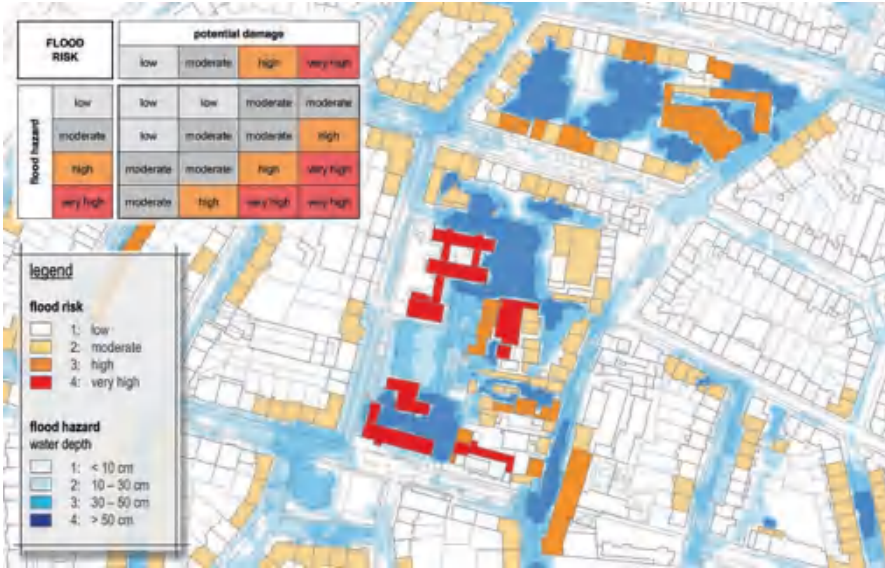 FLOOD RISK
potential damage
low moderate high very high
flood hazard
low low low moderate moderate
moderate low moderate moderate high
high moderate moderate high very high
very high moderate high very high very high
legend
flood risk
1: low
2: moderate
3: high
4: very high
flood hazard
water depth
1: < 10 cm
2: 10 – 30 cm
3: 30 – 50 cm
4: > 50 cm